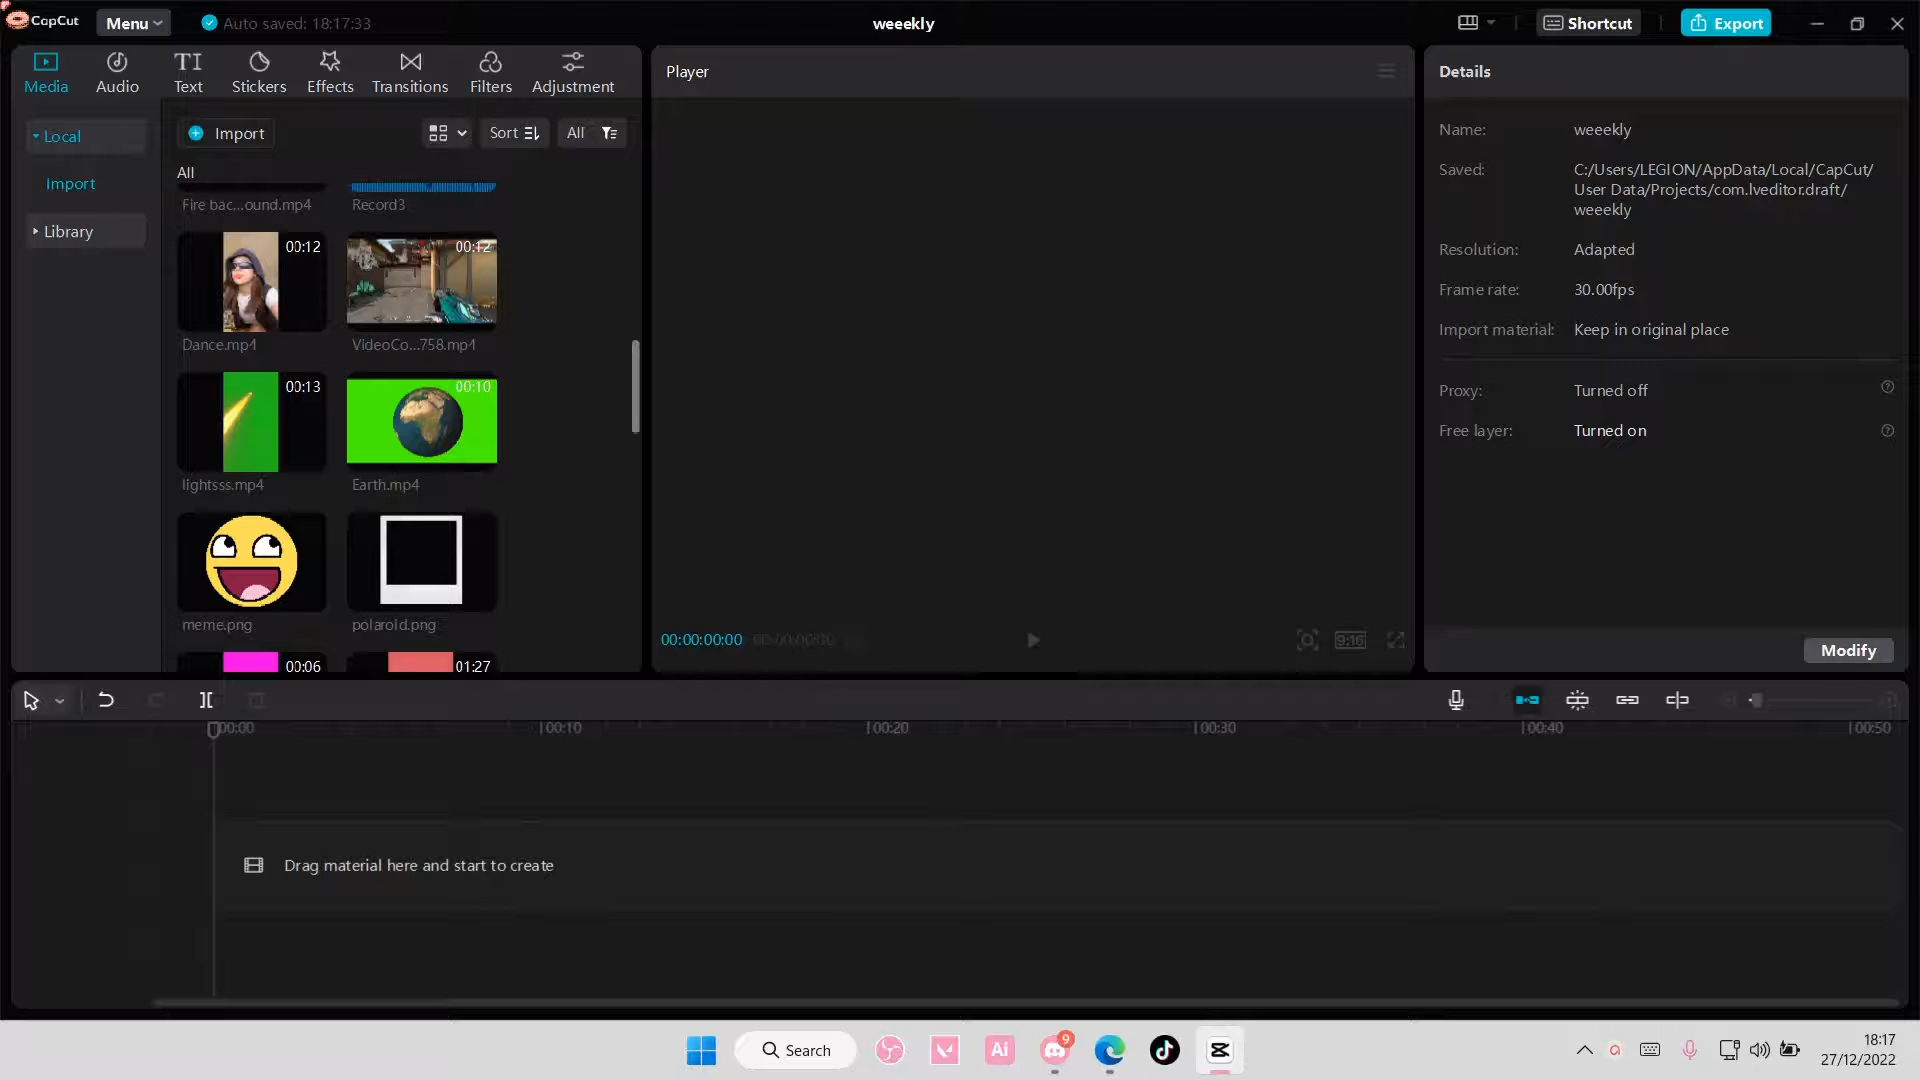 CapCut
Menu
Auto saved: 18:17:33
weeekly
Shortcut
Export
Media
Audio
Text
Stickers
Effects
Transitions
Filters
Adjustment
Local
Import
Library
Import
Sort
All
All
Fire bac...ound.mp4
Record3
00:12
00:12
Dance.mp4
VideoCo...758.mp4
00:13
00:10
lightsss.mp4
Earth.mp4
meme.png
polaroid.png
00:06
01:27
Player
00:00:00:00
00:00:00:00
9:16
Details
Name:
weeekly
Saved:
C:/Users/LEGION/AppData/Local/CapCut/
User Data/Projects/com.lveditor.draft/
weeekly
Resolution:
Adapted
Frame rate:
30.00fps
Import material:
Keep in original place
Proxy:
Turned off
Free layer:
Turned on
Modify
00:00
00:10
00:20
00:30
00:40
00:50
Drag material here and start to create
Search
Ai
9
18:17
27/12/2022